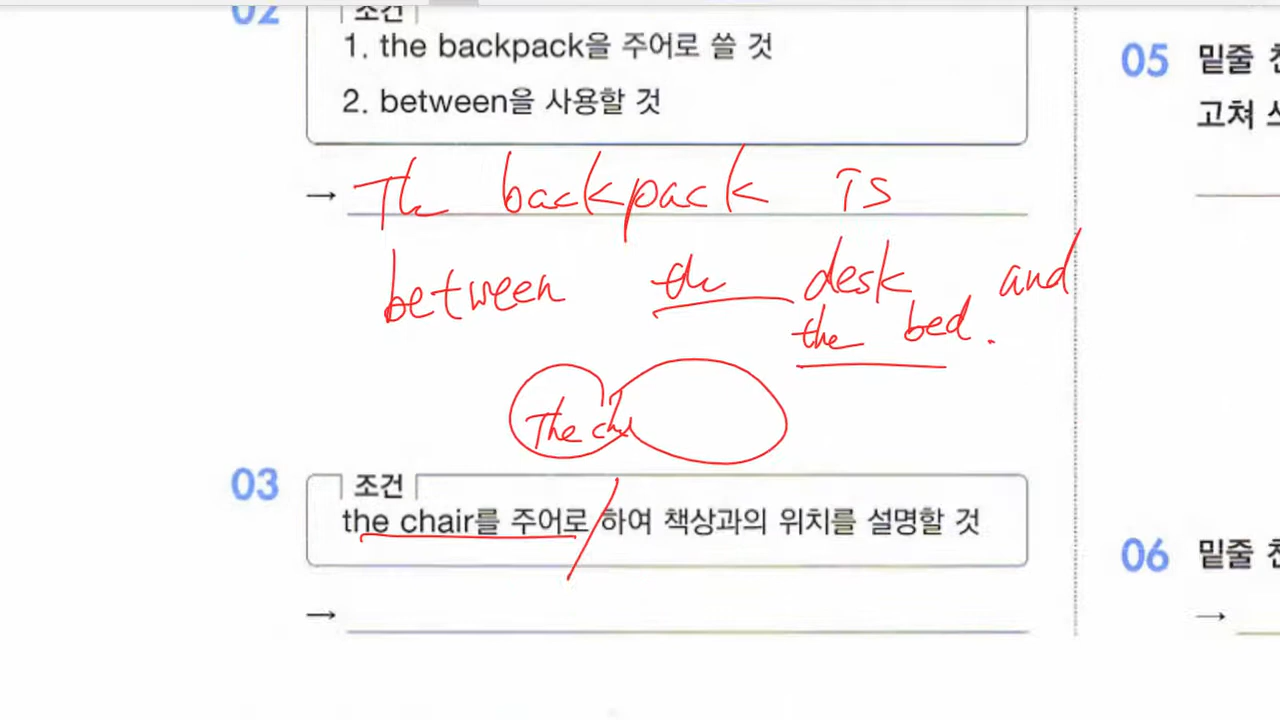 02
조건
1. the backpack을 주어로 쓸 것
2. between을 사용할 것
→ The backpack is
between the desk and
the bed.
The cha
03
조건
the chair를 주어로 하여 책상과의 위치를 설명할 것
→
05 밑줄 친
고쳐 쓰
06 밑줄 친
→